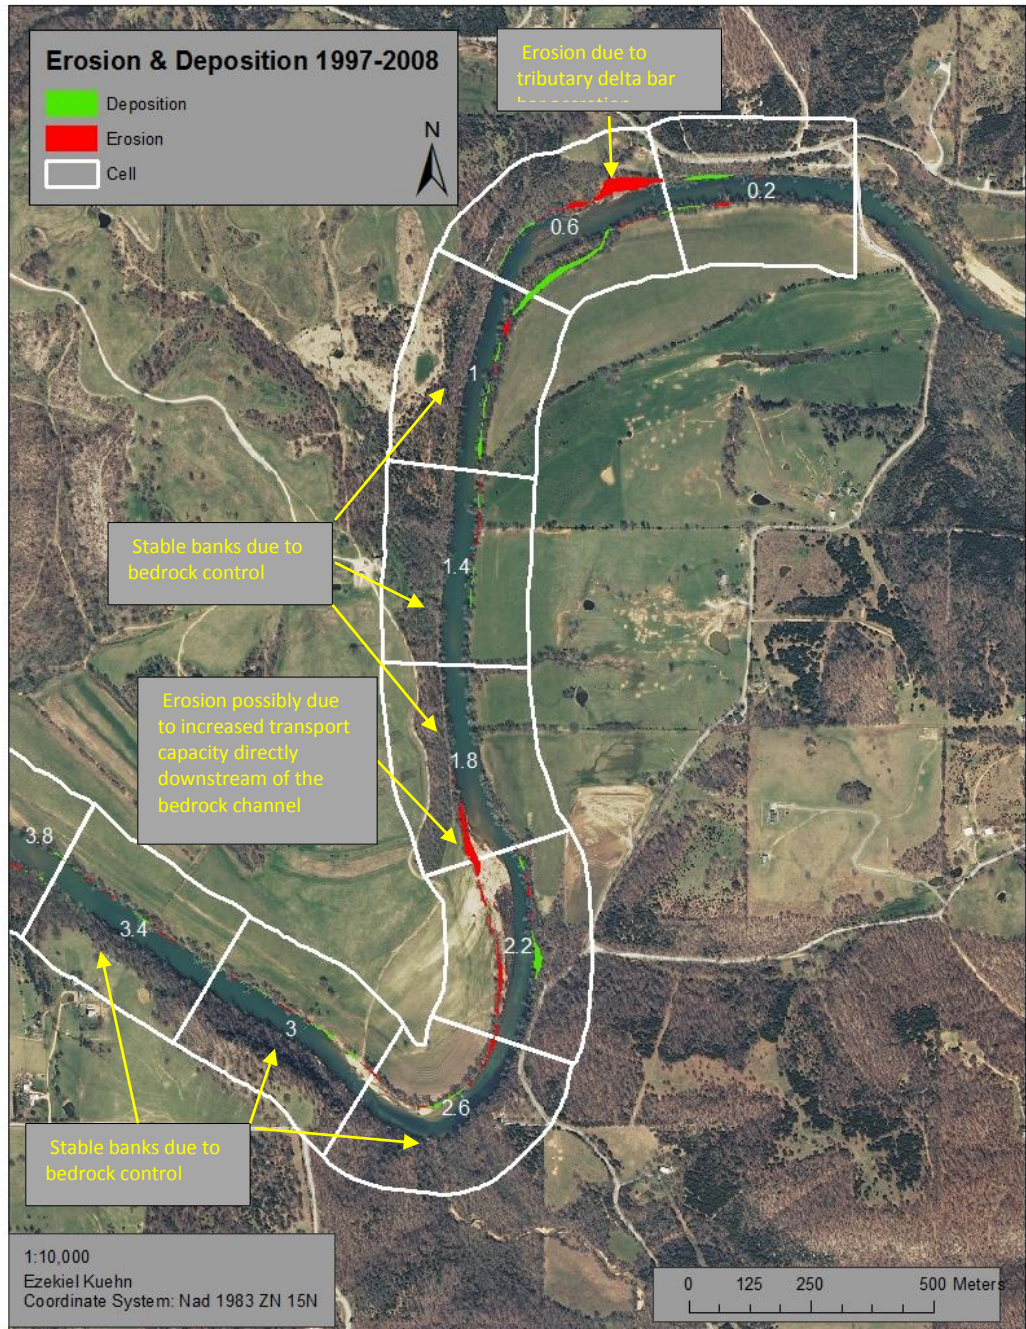 Erosion & Deposition 1997-2008
Deposition
Erosion
Cell
N
Erosion due to
tributary delta bar
0.2
0.6
1
Stable banks due to
bedrock control
1.4
Erosion possibly due
to increased transport
capacity directly
downstream of the
bedrock channel
1.8
3.8
3.4
2.2
3
2.6
Stable banks due to
bedrock control
1:10,000
Ezekiel Kuehn
Coordinate System: Nad 1983 ZN 15N
0 125 250 500 Meters